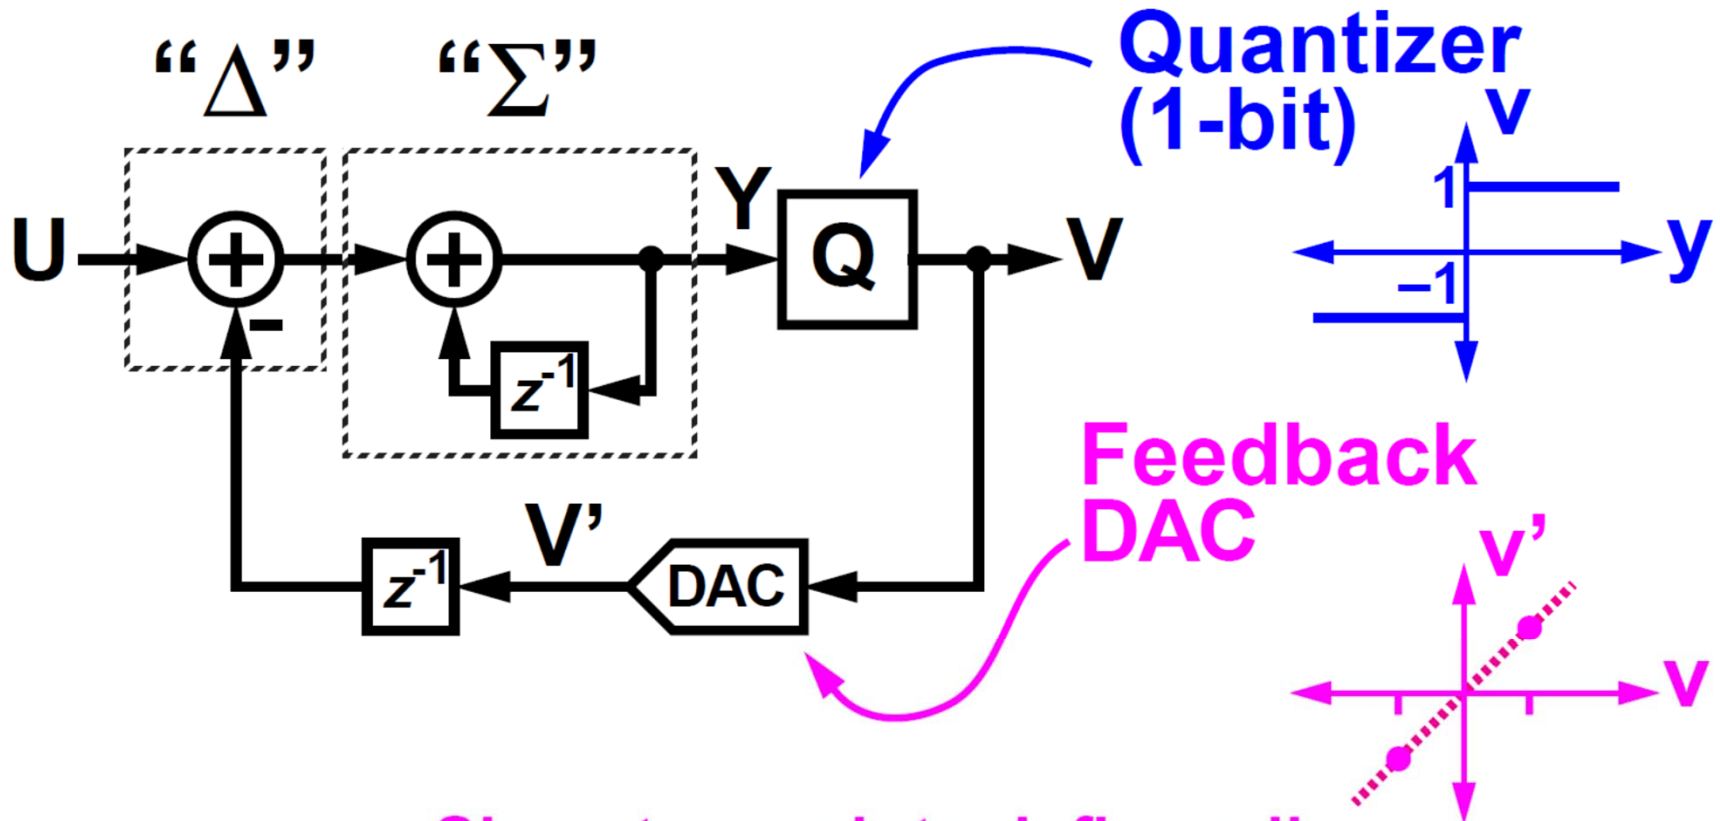 “Δ”
“Σ”
Quantizer
(1-bit)
v
1
y
–1
U
+
-
+
z-1
Y
Q
V
Feedback
DAC
V’
z-1
DAC
v’
v